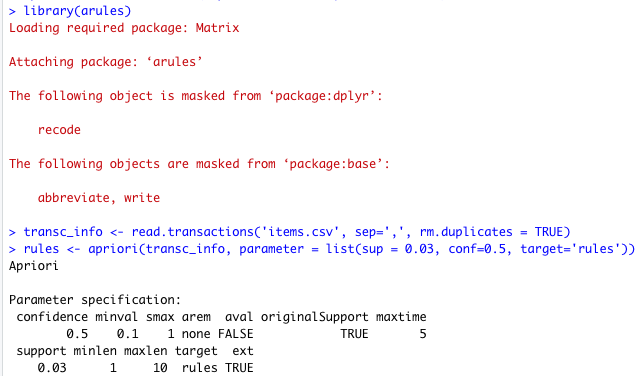 > library(arules)
Loading required package: Matrix
Attaching package: ‘arules’
The following object is masked from ‘package:dplyr’:
recode
The following objects are masked from ‘package:base’:
abbreviate, write
> transc_info <- read.transactions('items.csv', sep=',', rm.duplicates = TRUE)
> rules <- apriori(transc_info, parameter = list(sup = 0.03, conf=0.5, target='rules'))
Apriori
Parameter specification:
confidence minval smax arem aval originalSupport maxtime
0.5 0.1 1 none FALSE TRUE 5
support minlen maxlen target ext
0.03 1 10 rules TRUE